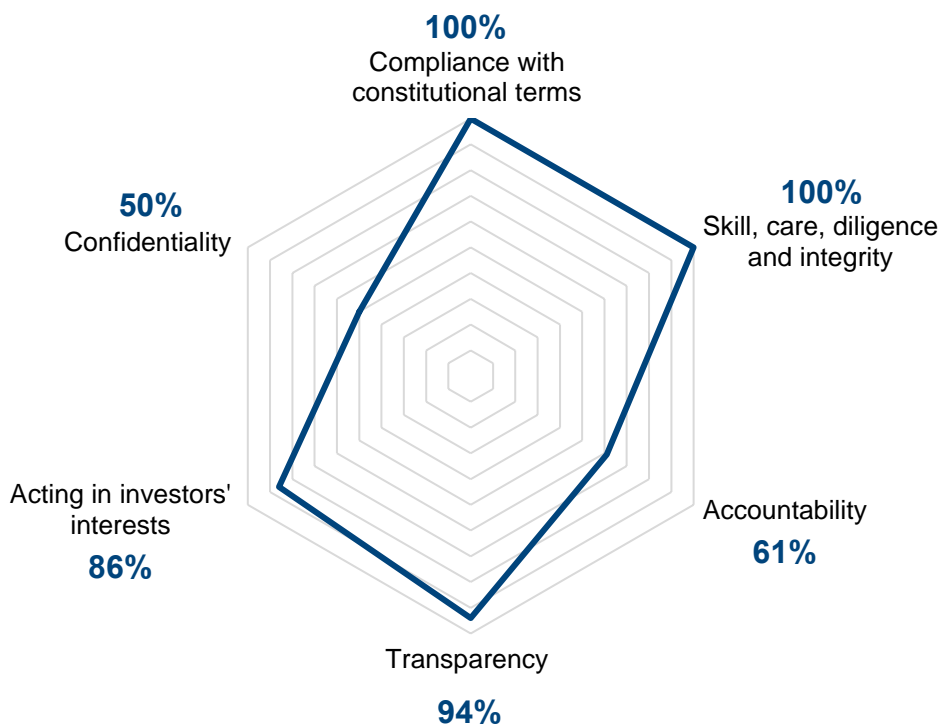 100%
Compliance with
constitutional terms
100%
Skill, care, diligence
and integrity
50%
Confidentiality
Acting in investors'
interests
86%
Accountability
61%
Transparency
94%